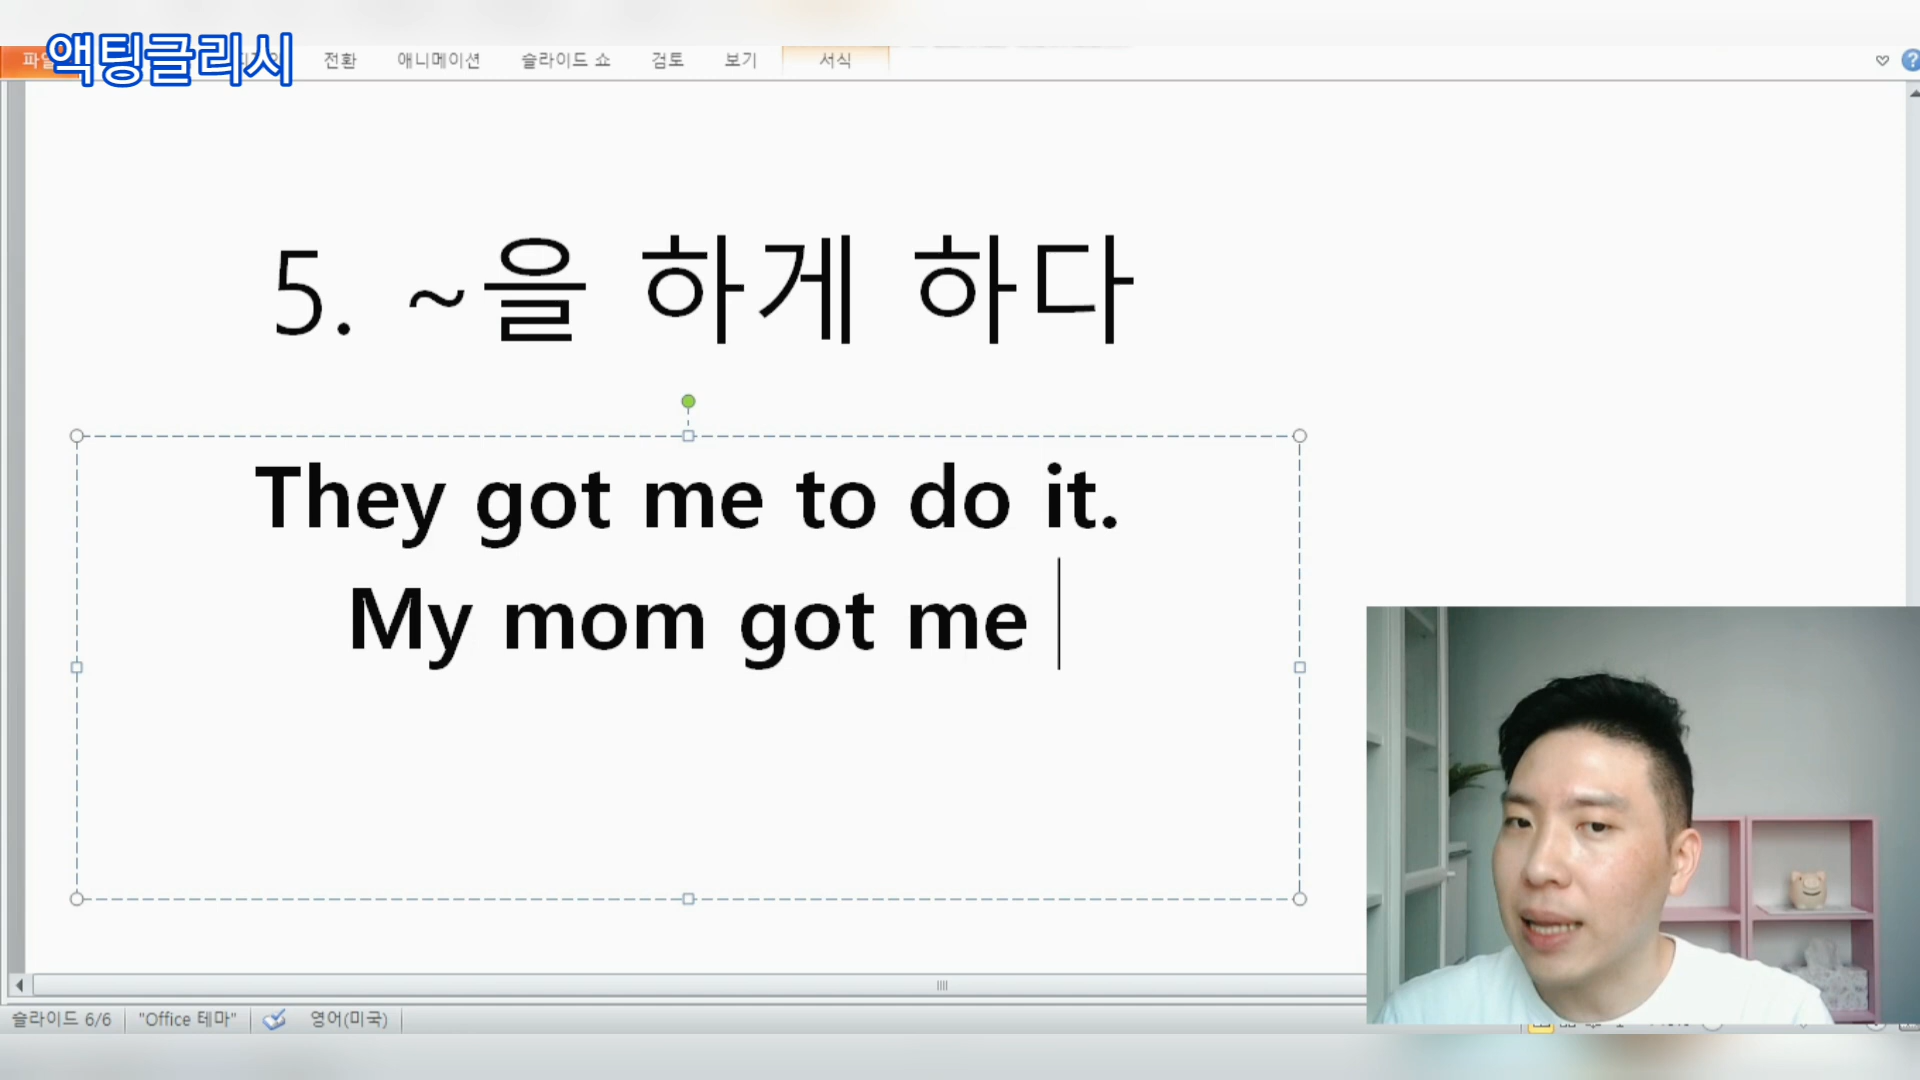 액팅글리시
파일
전환 애니메이션 슬라이드 쇼 검토 보기 서식
5. ~을 하게 하다
They got me to do it.
My mom got me
슬라이드 6/6 "Office 테마" 영어(미국)